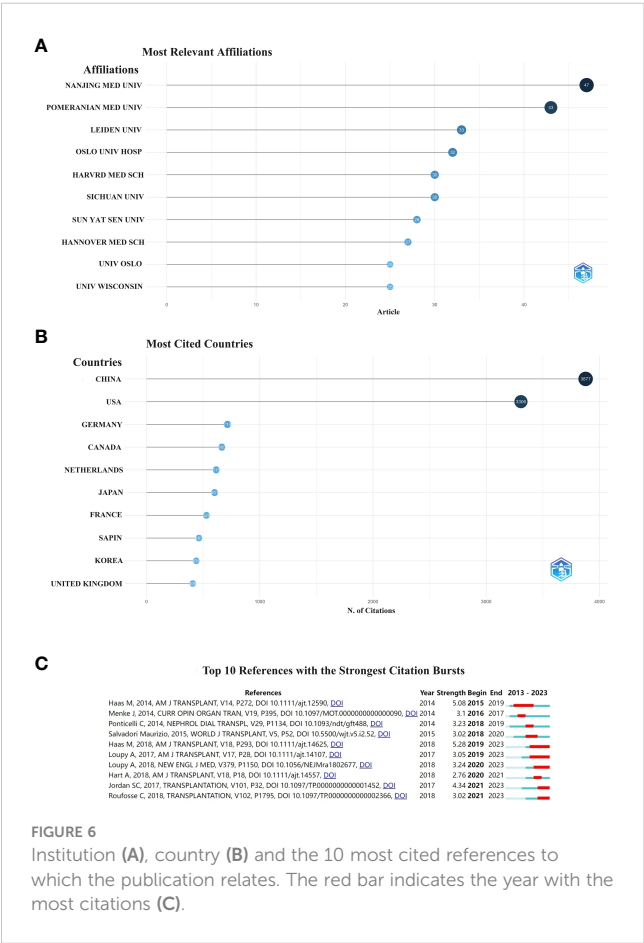 A
Most Relevant Affiliations
Affiliations
NANJING MED UNIV
47
POMERANIAN MED UNIV
43
LEIDEN UNIV
33
OSLO UNIV HOSP
32
HARVRD MED SCH
30
SICHUAN UNIV
30
SUN YAT SEN UNIV
28
HANNOVER MED SCH
27
UNIV OSLO
25
UNIV WISCONSIN
25
0 20 30 40
Article
B
Most Cited Countries
Countries
CHINA
3877
USA
GERMANY
CANADA
NETHERLANDS
JAPAN
FRANCE
SAPIN
KOREA
UNITED KINGDOM
0 1000 2000 3000 4000
N. of Citations
C
Top 10 References with the Strongest Citation Bursts
References Year Strength Begin End 2013 - 2023
Haas M, 2014, AM J TRANSPLANT, V14, P272, DOI 10.1111/ajt.12590, DOI 2014 5.08 2015 2019
Menke J, 2014, CURR OPIN ORGAN TRAN, V19, P395, DOI 10.1097/MOT.0000000000000090, DOI 2014 3.1 2016 2017
Ponticelli C, 2014, NEPHROL DIAL TRANSPL, V29, P1134, DOI 10.1093/ndt/gft488, DOI 2014 3.23 2018 2019
Salvadori Maurizio, 2015, WORLD J TRANSPLANT, V5, P52, DOI 10.5500/wjt.v5.i2.52, DOI 2015 3.02 2018 2020
Haas M, 2018, AM J TRANSPLANT, V18, P293, DOI 10.1111/ajt.14625, DOI 2018 5.28 2019 2023
Loupy A, 2017, AM J TRANSPLANT, V17, P28, DOI 10.1111/ajt.14107, DOI 2017 3.05 2019 2023
Loupy A, 2018, NEW ENGL J MED, V379, P1150, DOI 10.1056/NEJMra1802677, DOI 2018 3.24 2020 2023
Hart A, 2018, AM J TRANSPLANT, V18, P18, DOI 10.1111/ajt.14557, DOI 2018 2.76 2020 2021
Jordan SC, 2017, TRANSPLANTATION, V101, P32, DOI 10.1097/TP.0000000000001452, DOI 2017 4.34 2021 2023
Roufosse C, 2018, TRANSPLANTATION, V102, P1795, DOI 10.1097/TP.0000000000002366, DOI 2018 3.02 2021 2023
FIGURE 6
Institution (A), country (B) and the 10 most cited references to
which the publication relates. The red bar indicates the year with the
most citations (C).